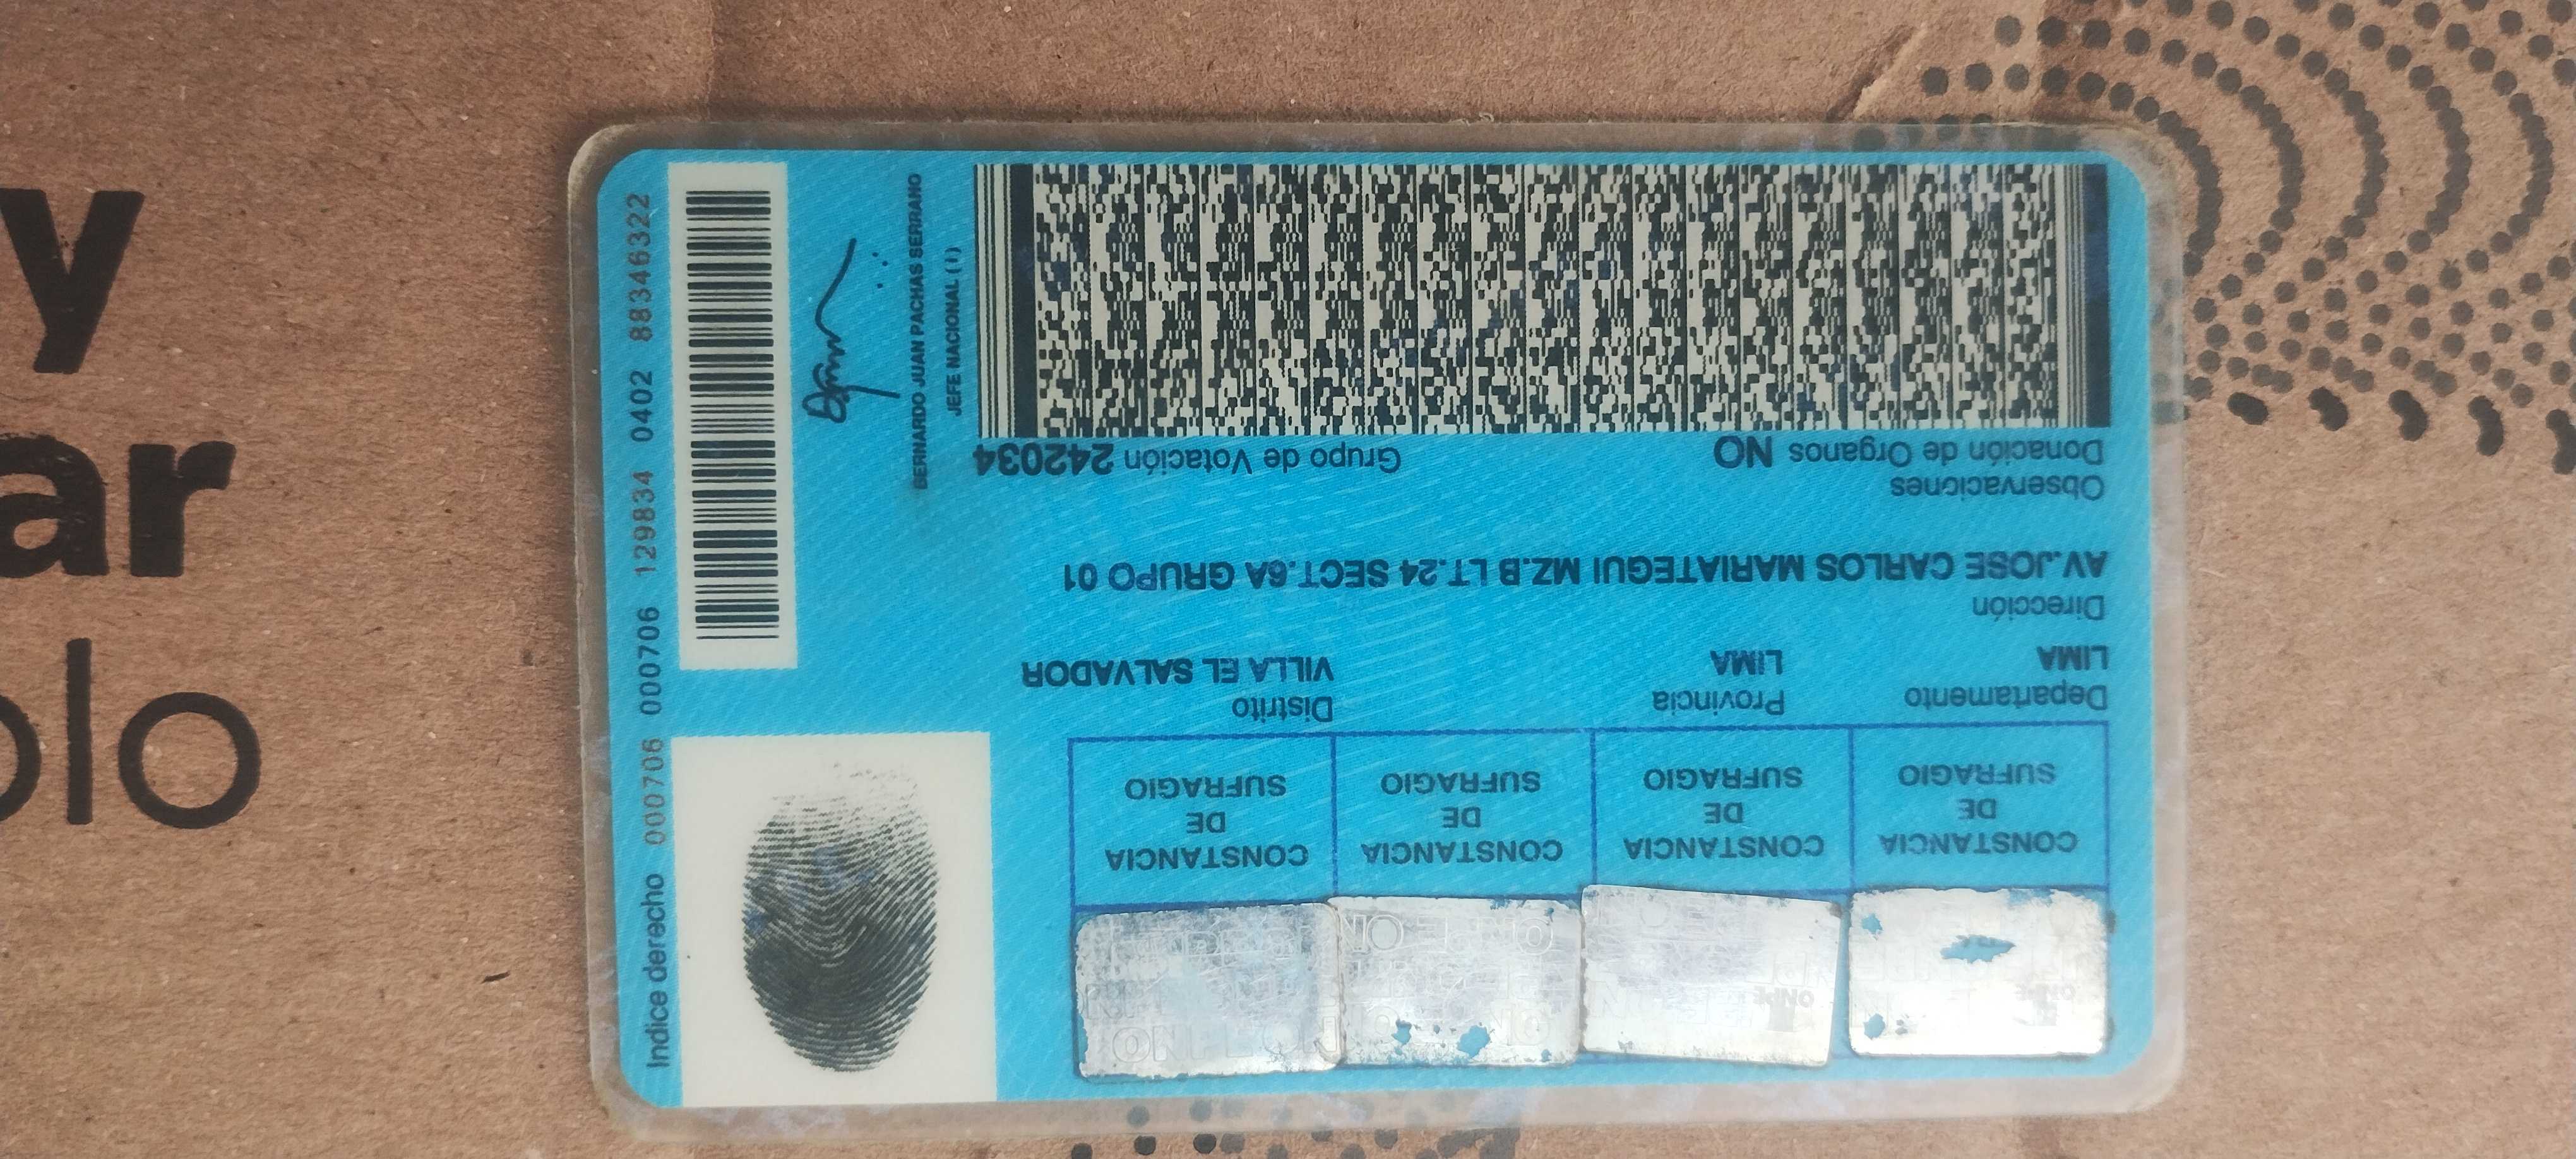 CONSTANCIA DE SUFRAGIO
CONSTANCIA DE SUFRAGIO
CONSTANCIA DE SUFRAGIO
CONSTANCIA DE SUFRAGIO
Departamento
LIMA
Provincia
LIMA
Distrito
VILLA EL SALVADOR
Dirección
AV.JOSE CARLOS MARIATEGUI MZ.B LT.24 SECT.6A GRUPO 01
Observaciones
Donación de Organos NO
Grupo de Votación 242034
Indice derecho 000706 000706 129834 0402 88346322
BERNARDO JUAN PACHAS SERRANO
JEFE NACIONAL ( i )
y
ar
olo